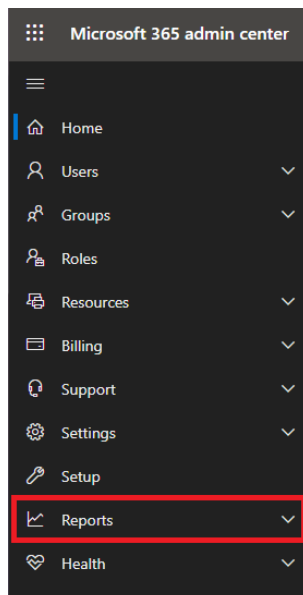 Microsoft 365 admin center
Home
Users
Groups
Roles
Resources
Billing
Support
Settings
Setup
Reports
Health